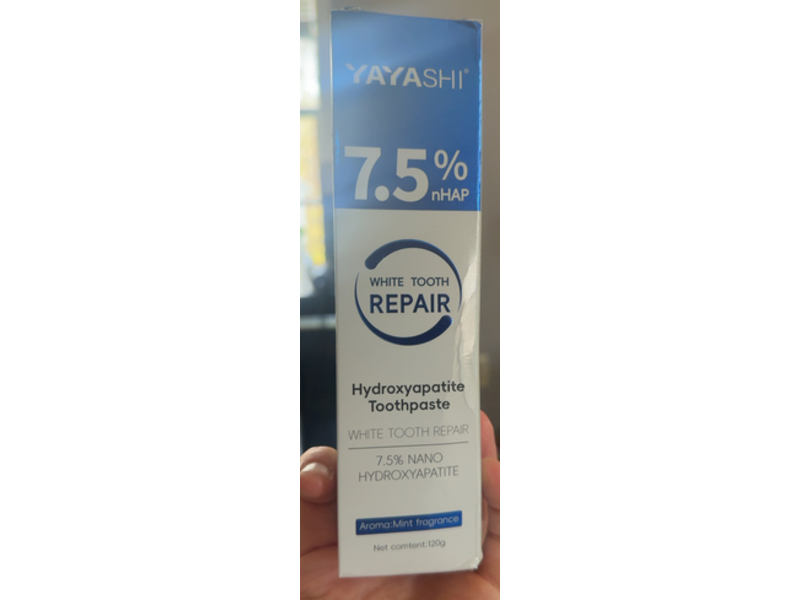 YAYASHI®
7.5%
nHAP
WHITE TOOTH
REPAIR
Hydroxyapatite
Toothpaste
WHITE TOOTH REPAIR
7.5% NANO
HYDROXYAPATITE
Aroma:Mint fragrance
Net comtent:120g